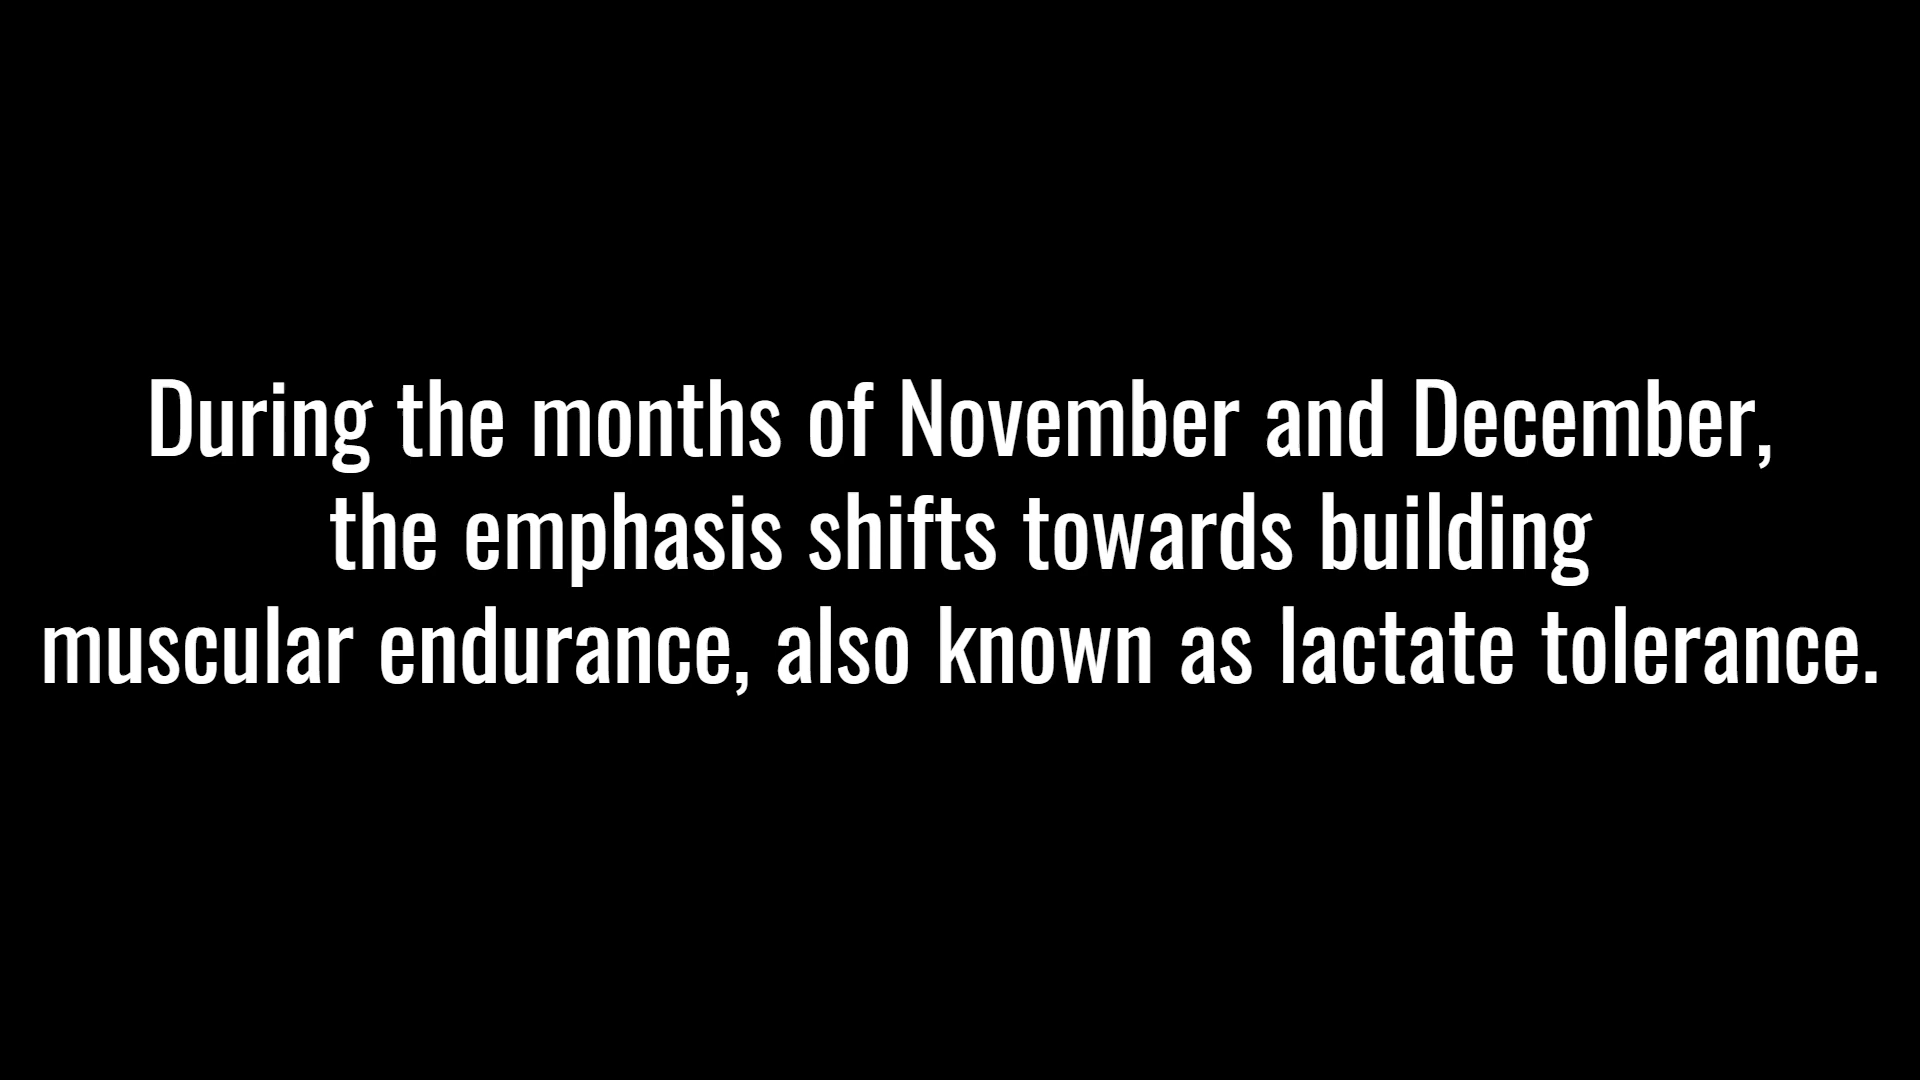 During the months of November and December,
the emphasis shifts towards building
muscular endurance, also known as lactate tolerance.